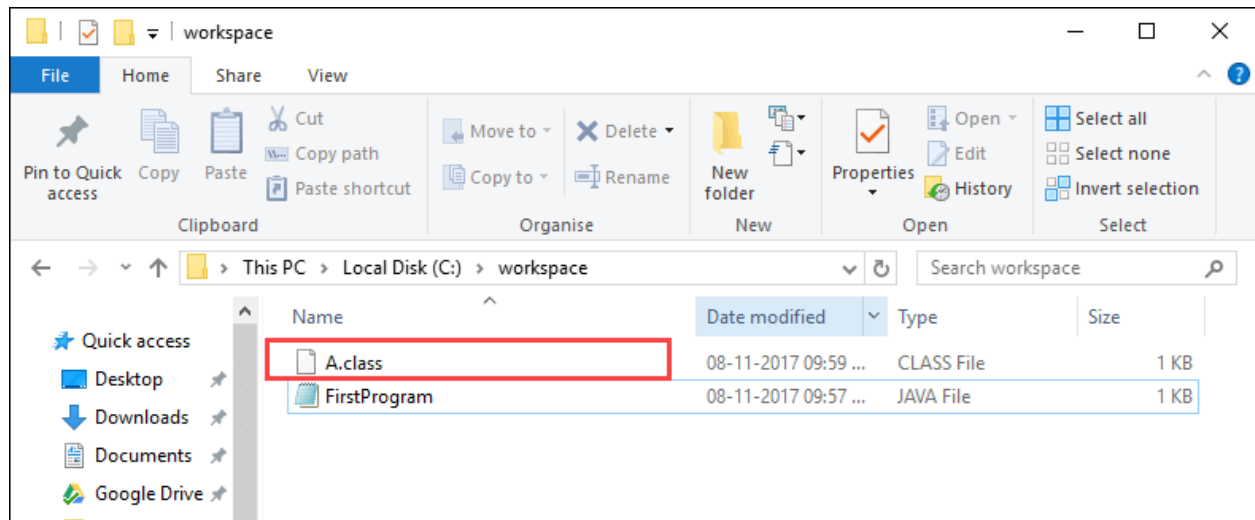 workspace
File Home Share View
Cut
Copy path
Paste shortcut
Pin to Quick access
Copy
Paste
Clipboard
Move to
Copy to
Delete
Rename
Organise
New folder
New
Properties
Open
Edit
History
Open
Select all
Select none
Invert selection
Select
This PC > Local Disk (C:) > workspace
Search workspace
Name Date modified Type Size
Quick access
Desktop
Downloads
Documents
Google Drive
A.class 08-11-2017 09:59 ... CLASS File 1 KB
FirstProgram 08-11-2017 09:57 ... JAVA File 1 KB